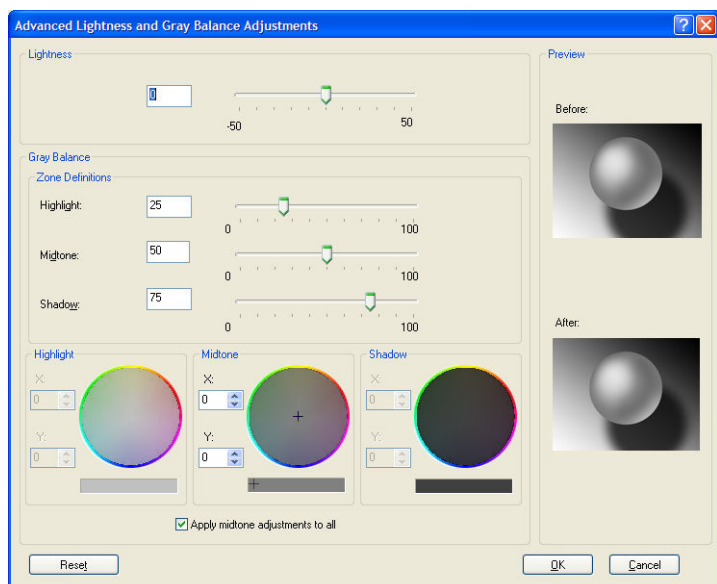 Advanced Lightness and Gray Balance Adjustments
Lightness
0
-50 50
Gray Balance
Zone Definitions
Highlight: 25
0 100
Midtone: 50
0 100
Shadow: 75
0 100
Highlight
X:
0
Y:
0
Midtone
X:
0
Y:
0
Shadow
X:
0
Y:
0
Apply midtone adjustments to all
Preview
Before:
After:
Reset
OK
Cancel